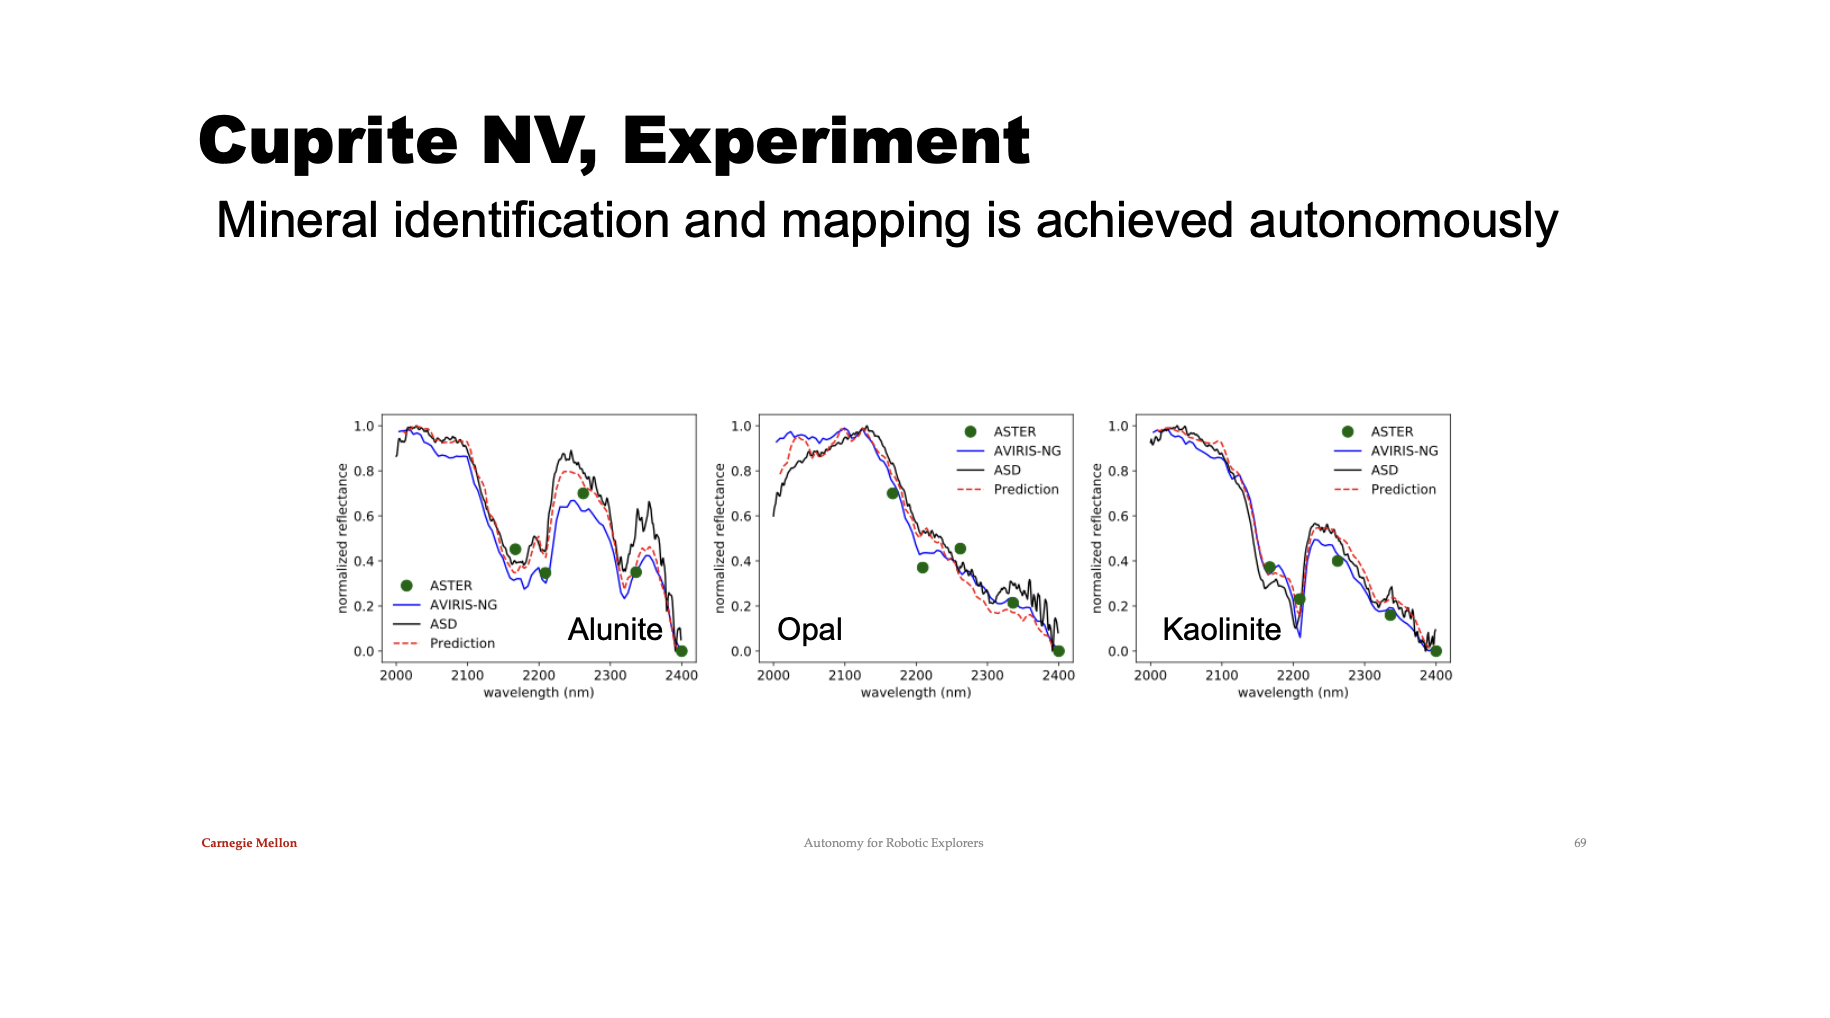 Cuprite NV, Experiment
Mineral identification and mapping is achieved autonomously
normalized reflectance
1.0
0.8
0.6
0.4
0.2
0.0
ASTER
AVIRIS-NG
ASD
Prediction
Alunite
2000 2100 2200 2300 2400
wavelength (nm)
normalized reflectance
1.0
0.8
0.6
0.4
0.2
0.0
ASTER
AVIRIS-NG
ASD
Prediction
Opal
2000 2100 2200 2300 2400
wavelength (nm)
normalized reflectance
1.0
0.8
0.6
0.4
0.2
0.0
ASTER
AVIRIS-NG
ASD
Prediction
Kaolinite
2000 2100 2200 2300 2400
wavelength (nm)
Carnegie Mellon
Autonomy for Robotic Explorers
69